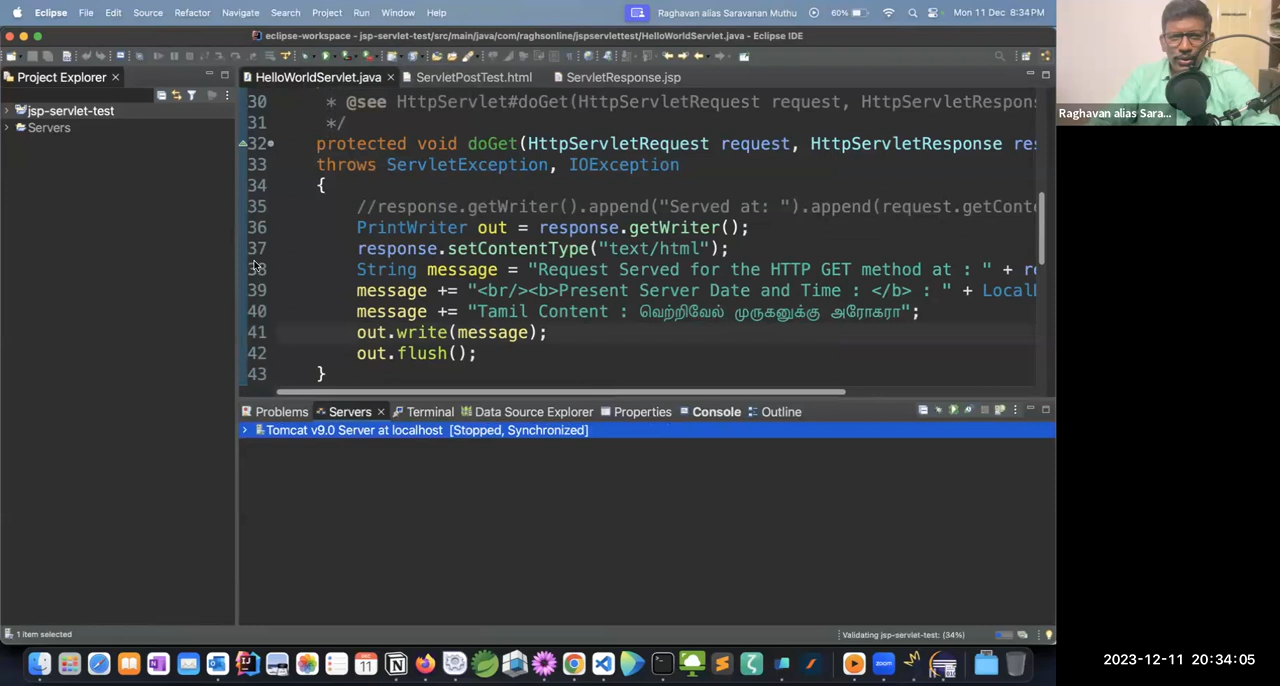 Eclipse File Edit Source Refactor Navigate Search Project Run Window Help Raghavan alias Saravanan Muthu 60% Mon 11 Dec 8:34 PM
eclipse-workspace - jsp-servlet-test/src/main/java/com/raghsonline/jspservlettest/HelloWorldServlet.java - Eclipse IDE
Project Explorer
HelloWorldServlet.java ServletPostTest.html ServletResponse.jsp
jsp-servlet-test
Servers
30 * @see HttpServlet#doGet(HttpServletRequest request, HttpServletRespons
31 */
32 protected void doGet(HttpServletRequest request, HttpServletResponse res
33 throws ServletException, IOException
34 {
35 //response.getWriter().append("Served at: ").append(request.getConte
36 PrintWriter out = response.getWriter();
37 response.setContentType("text/html");
38 String message = "Request Served for the HTTP GET method at : " + re
39 message += "<br/><b>Present Server Date and Time : </b> : " + LocalD
40 message += "Tamil Content : வெற்றிவேல் முருகனுக்கு அரோகரா";
41 out.write(message);
42 out.flush();
43 }
Problems Servers Terminal Data Source Explorer Properties Console Outline
Tomcat v9.0 Server at localhost [Stopped, Synchronized]
1 item selected
Validating jsp-servlet-test: (34%)
Raghavan alias Sara...
11
zoom
2023-12-11 20:34:05